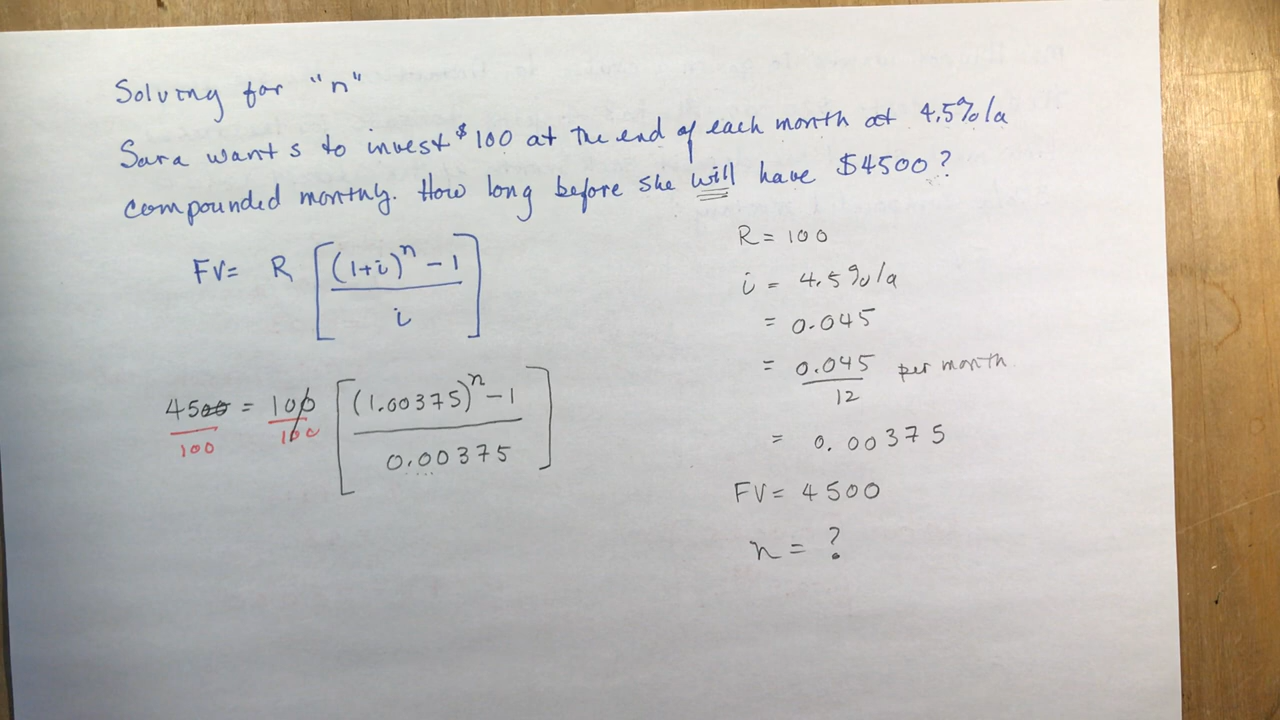 Solving for "n"
Sara wants to invest $100 at the end of each month at 4.5%/a
compounded monthly. How long before she will have $4500?
FV= R [(1+i)^n - 1 / i]
4500/100 = 100/100 [(1.00375)^n - 1 / 0.00375]
R = 100
i = 4.5%/a
= 0.045
= 0.045/12 per month
= 0.00375
FV = 4500
n = ?